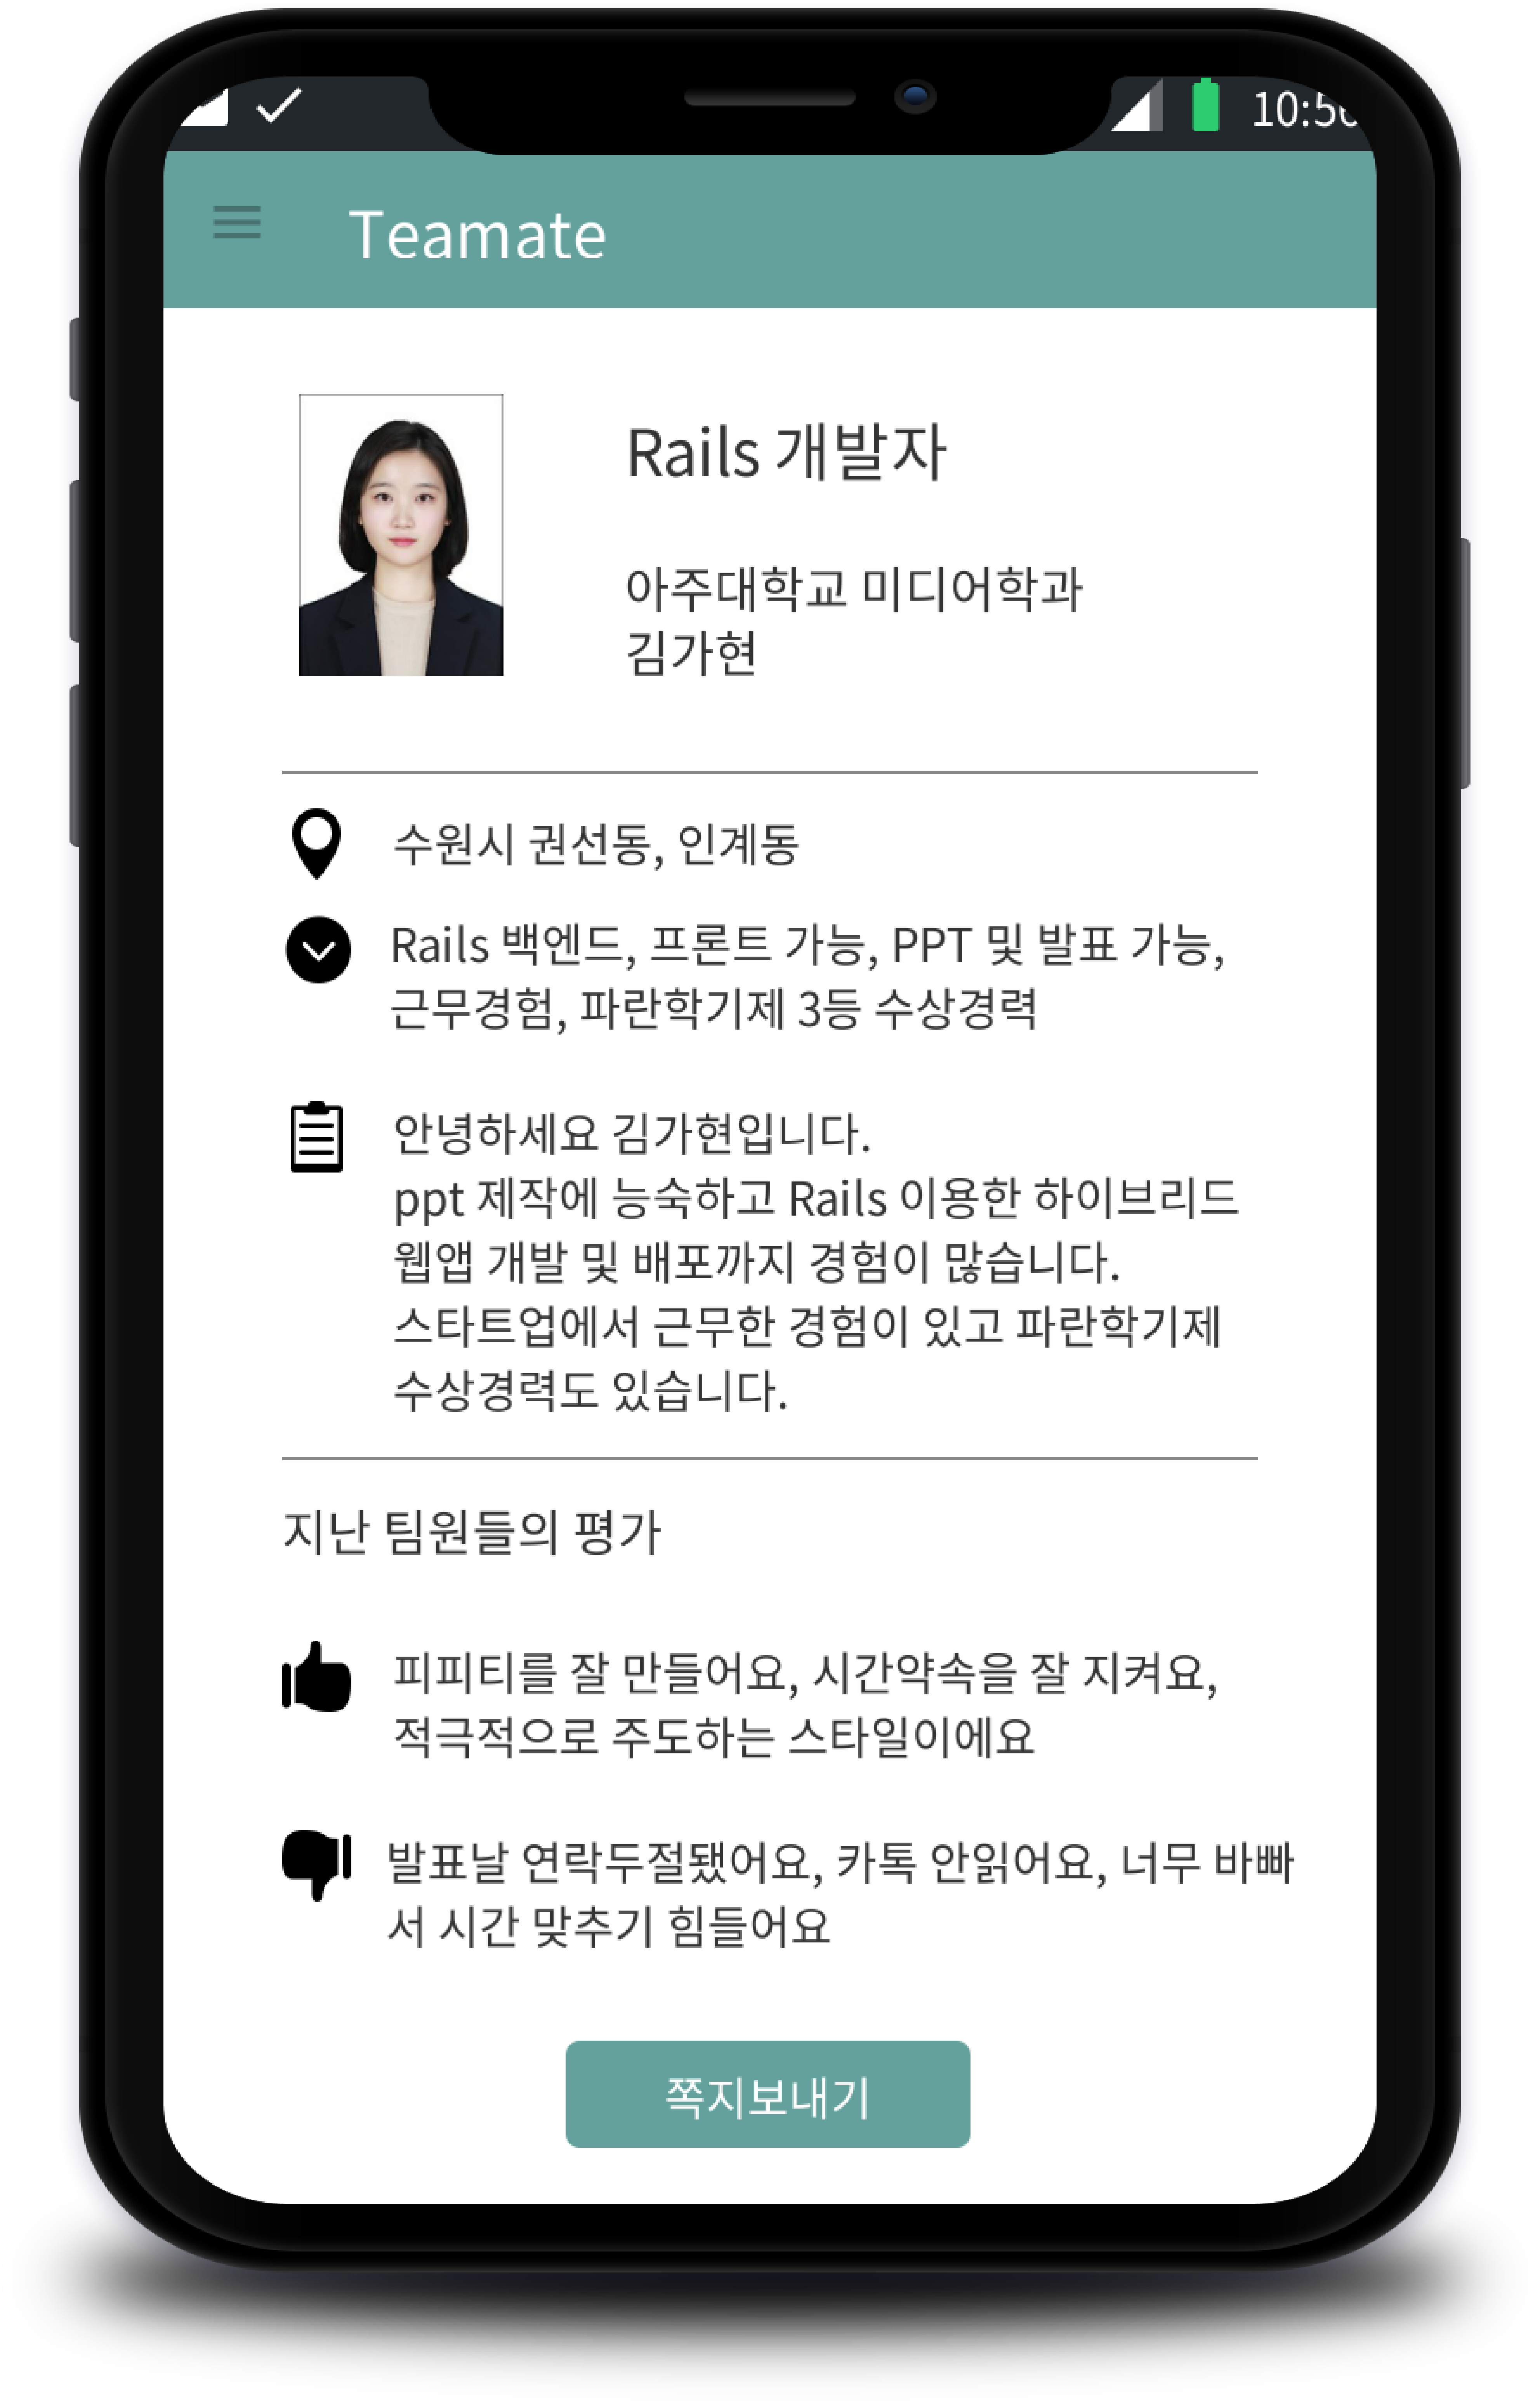 Teamate
Rails 개발자
아주대학교 미디어학과
김가현
수원시 권선동, 인계동
Rails 백엔드, 프론트 가능, PPT 및 발표 가능,
근무경험, 파란학기제 3등 수상경력
안녕하세요 김가현입니다.
ppt 제작에 능숙하고 Rails 이용한 하이브리드
웹앱 개발 및 배포까지 경험이 많습니다.
스타트업에서 근무한 경험이 있고 파란학기제
수상경력도 있습니다.
지난 팀원들의 평가
피피티를 잘 만들어요, 시간약속을 잘 지켜요,
적극적으로 주도하는 스타일이에요
발표날 연락두절됐어요, 카톡 안읽어요, 너무 바빠
서 시간 맞추기 힘들어요
쪽지보내기